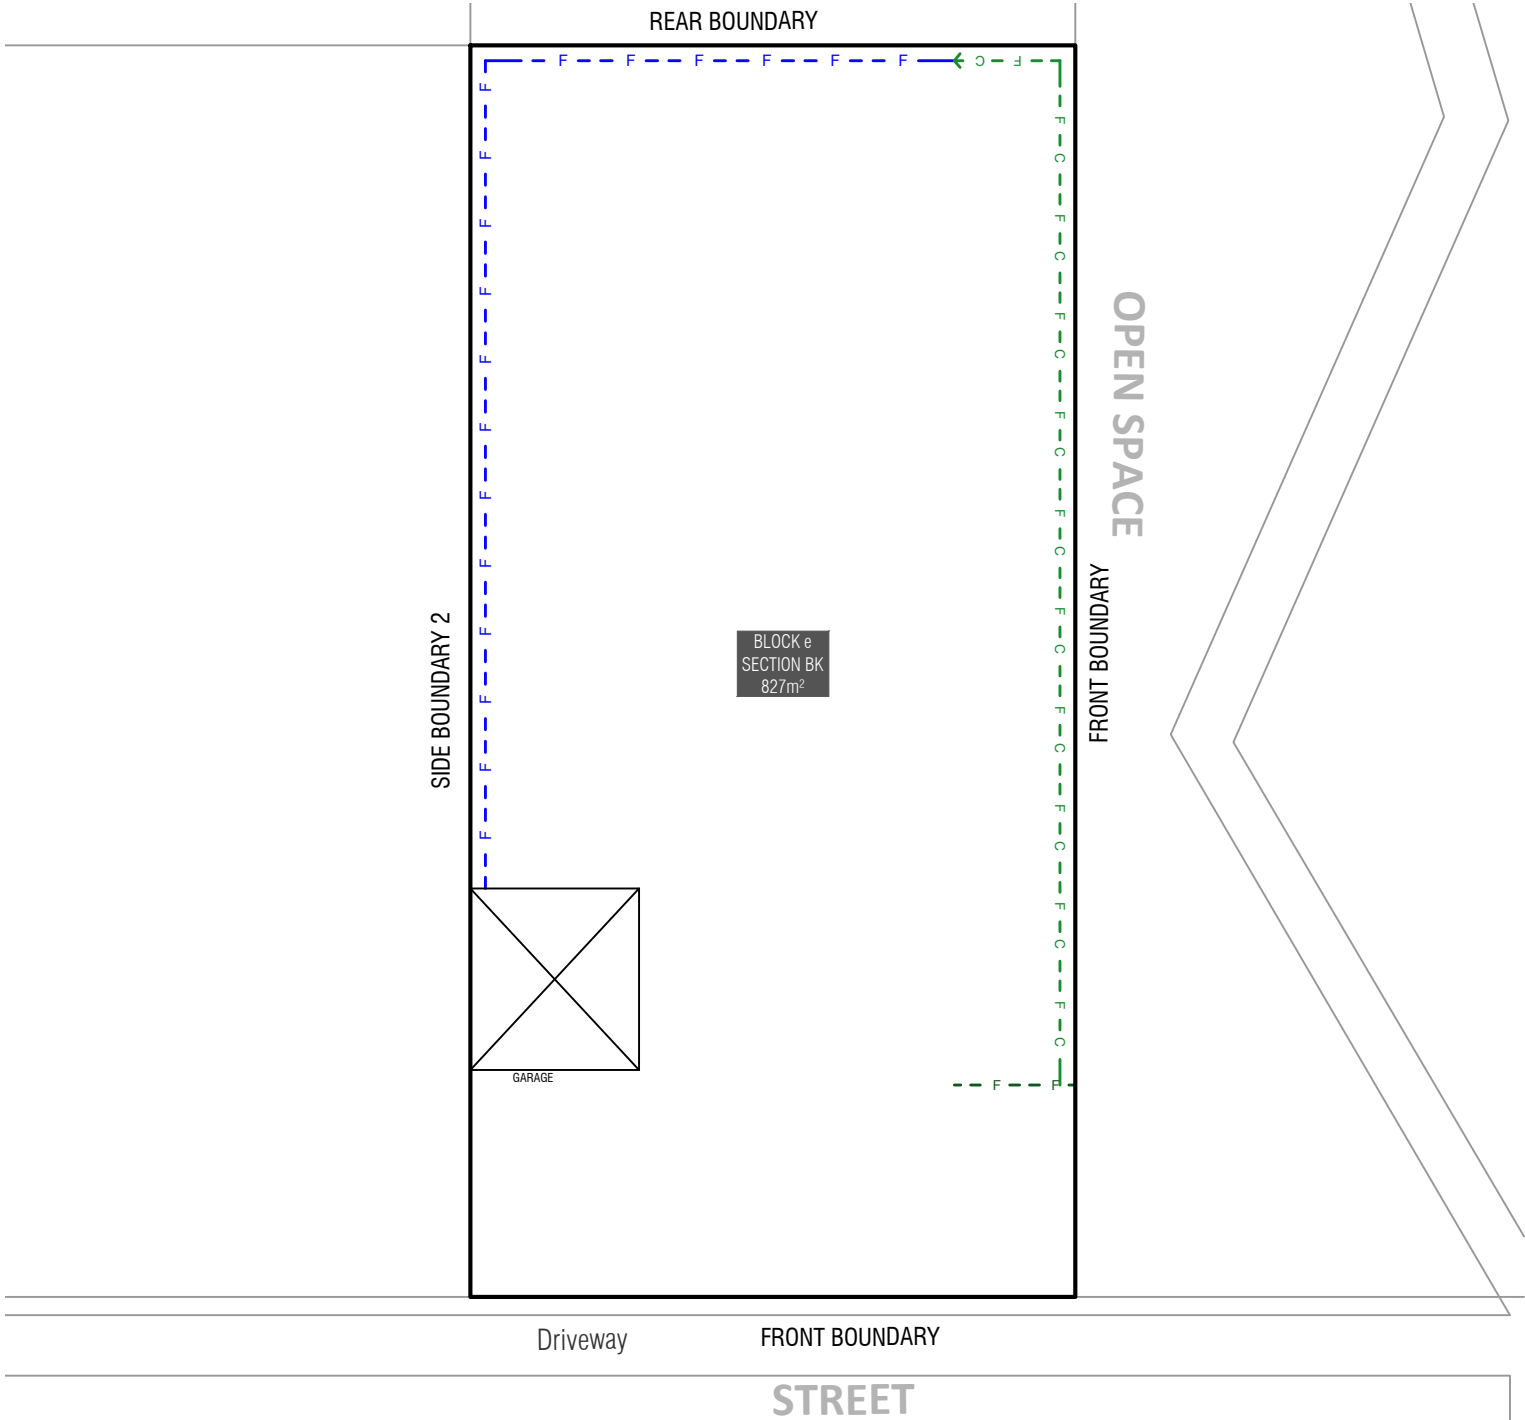 REAR BOUNDARY
F F F F F F
C F
F F F F F F F F F F F F
F C F C F C F C F C F C F C F C F C F C
OPEN SPACE
SIDE BOUNDARY 2
BLOCK e
SECTION BK
827m²
FRONT BOUNDARY
GARAGE
F F
Driveway
FRONT BOUNDARY
STREET